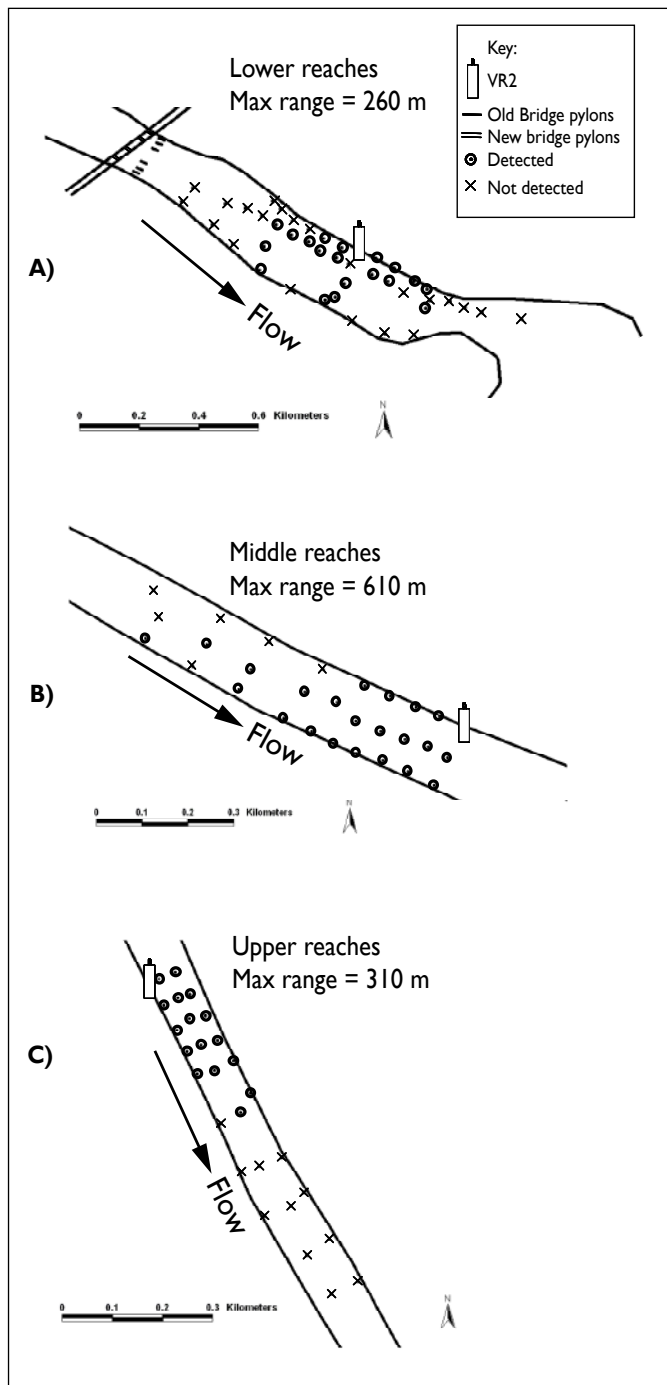 Key:
VR2
Old Bridge pylons
New bridge pylons
Detected
Not detected
Lower reaches
Max range = 260 m
A)
Flow
0 0.2 0.4 0.6 Kilometers
N
Middle reaches
Max range = 610 m
B)
Flow
0 0.1 0.2 0.3 Kilometers
N
Upper reaches
Max range = 310 m
C)
Flow
0 0.1 0.2 0.3 Kilometers
N